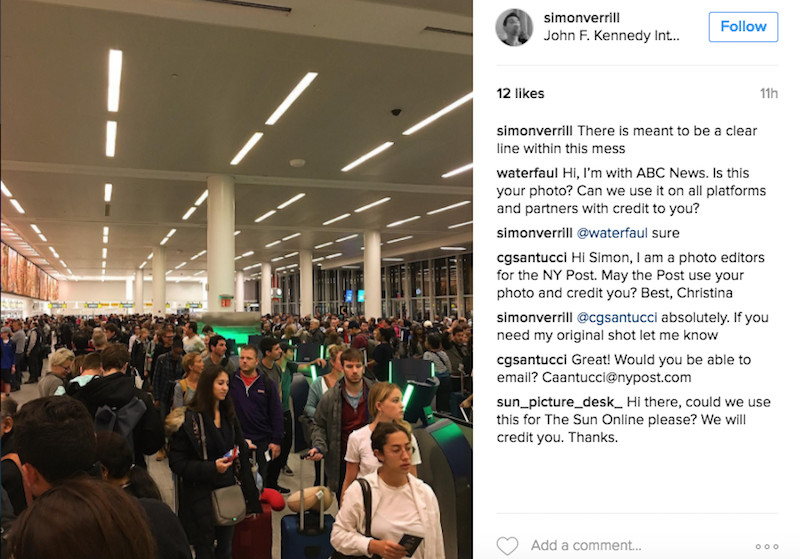 simonverrill
John F. Kennedy Int...
Follow
12 likes
11h
simonverrill There is meant to be a clear
line within this mess
waterfaul Hi, I'm with ABC News. Is this
your photo? Can we use it on all platforms
and partners with credit to you?
simonverrill @waterfaul sure
cgsantucci Hi Simon, I am a photo editors
for the NY Post. May the Post use your
photo and credit you? Best, Christina
simonverrill @cgsantucci absolutely. If you
need my original shot let me know
cgsantucci Great! Would you be able to
email? Caantucci@nypost.com
sun_picture_desk_ Hi there, could we use
this for The Sun Online please? We will
credit you. Thanks.
Add a comment...